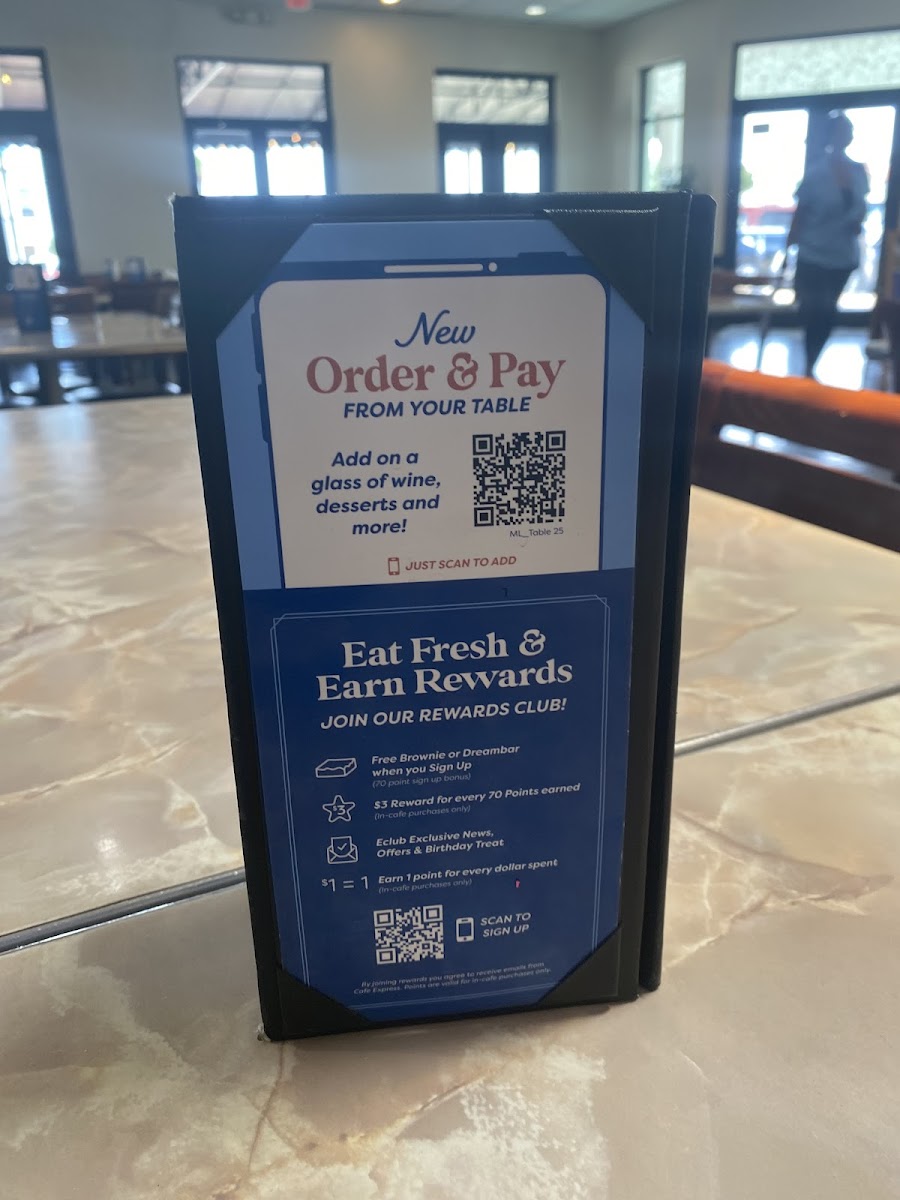 New
Order & Pay
FROM YOUR TABLE
Add on a
glass of wine,
desserts and
more!
ML_Table 25
JUST SCAN TO ADD
Eat Fresh &
Earn Rewards
JOIN OUR REWARDS CLUB!
Free Brownie or Dreambar
when you Sign Up
(70 point sign up bonus)
$3
$3 Reward for every 70 Points earned
(In-cafe purchases only)
Eclub Exclusive News,
Offers & Birthday Treat
$1 = 1 Earn 1 point for every dollar spent
(In-cafe purchases only)
SCAN TO
SIGN UP
By joining rewards you agree to receive emails from
Cafe Express. Points are valid for in-cafe purchases only.